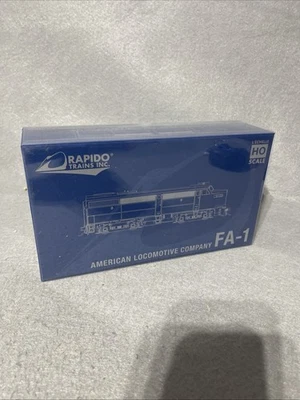 RAPIDO
TRAINS INC.
HO
SCALE
AMERICAN LOCOMOTIVE COMPANY FA-1